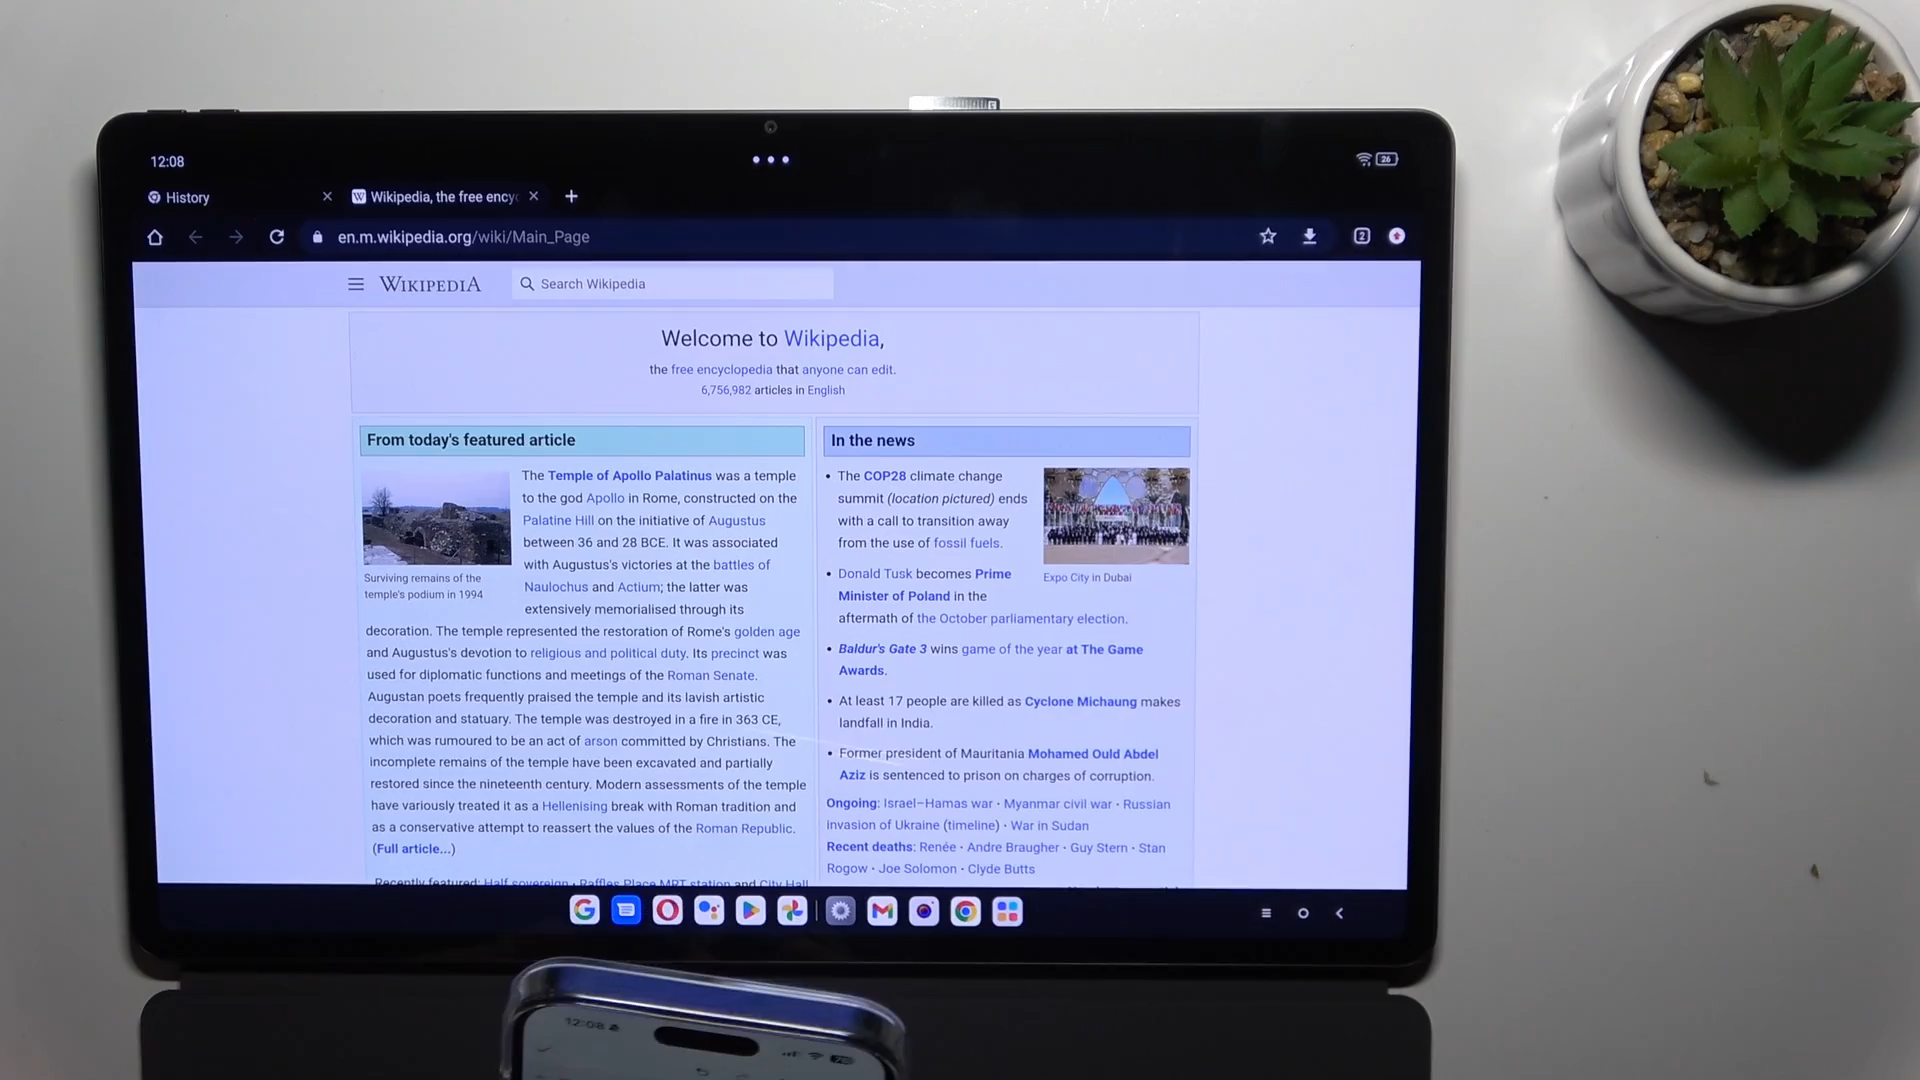 12:08
26
History
Wikipedia, the free ency
en.m.wikipedia.org/wiki/Main_Page
2
WIKIPEDIA
Search Wikipedia
Welcome to Wikipedia,
the free encyclopedia that anyone can edit.
6,756,982 articles in English
From today's featured article
The Temple of Apollo Palatinus was a temple
to the god Apollo in Rome, constructed on the
Palatine Hill on the initiative of Augustus
between 36 and 28 BCE. It was associated
with Augustus's victories at the battles of
Naulochus and Actium; the latter was
extensively memorialised through its
Surviving remains of the
temple's podium in 1994
decoration. The temple represented the restoration of Rome's golden age
and Augustus's devotion to religious and political duty. Its precinct was
used for diplomatic functions and meetings of the Roman Senate.
Augustan poets frequently praised the temple and its lavish artistic
decoration and statuary. The temple was destroyed in a fire in 363 CE,
which was rumoured to be an act of arson committed by Christians. The
incomplete remains of the temple have been excavated and partially
restored since the nineteenth century. Modern assessments of the temple
have variously treated it as a Hellenising break with Roman tradition and
as a conservative attempt to reassert the values of the Roman Republic.
(Full article...)
Recently featured: Half sovereign · Raffles Place MRT station and City Hall
In the news
• The COP28 climate change
summit (location pictured) ends
with a call to transition away
from the use of fossil fuels.
Expo City in Dubai
• Donald Tusk becomes Prime
Minister of Poland in the
aftermath of the October parliamentary election.
• Baldur's Gate 3 wins game of the year at The Game
Awards.
• At least 17 people are killed as Cyclone Michaung makes
landfall in India.
• Former president of Mauritania Mohamed Ould Abdel
Aziz is sentenced to prison on charges of corruption.
Ongoing: Israel–Hamas war · Myanmar civil war · Russian
invasion of Ukraine (timeline) · War in Sudan
Recent deaths: Renée · Andre Braugher · Guy Stern · Stan
Rogow · Joe Solomon · Clyde Butts
12:08